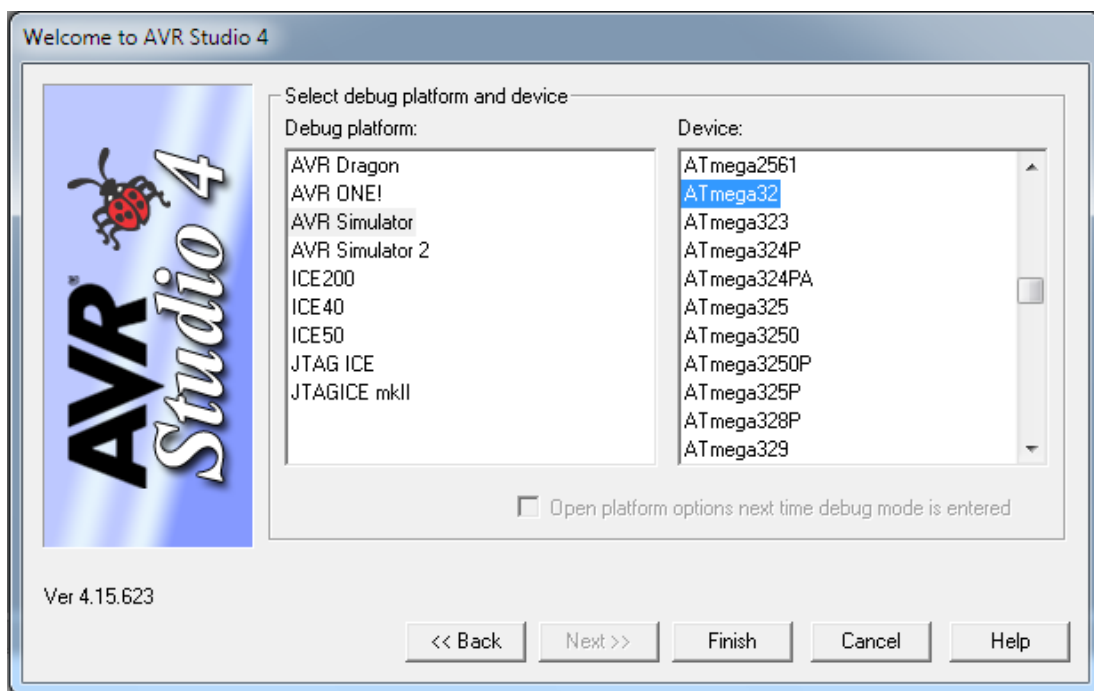 Welcome to AVR Studio 4
AVR®
Studio 4
Select debug platform and device
Debug platform:
AVR Dragon
AVR ONE!
AVR Simulator
AVR Simulator 2
ICE200
ICE40
ICE50
JTAG ICE
JTAGICE mkII
Device:
ATmega2561
ATmega32
ATmega323
ATmega324P
ATmega324PA
ATmega325
ATmega3250
ATmega3250P
ATmega325P
ATmega328P
ATmega329
Open platform options next time debug mode is entered
Ver 4.15.623
<< Back
Next >>
Finish
Cancel
Help